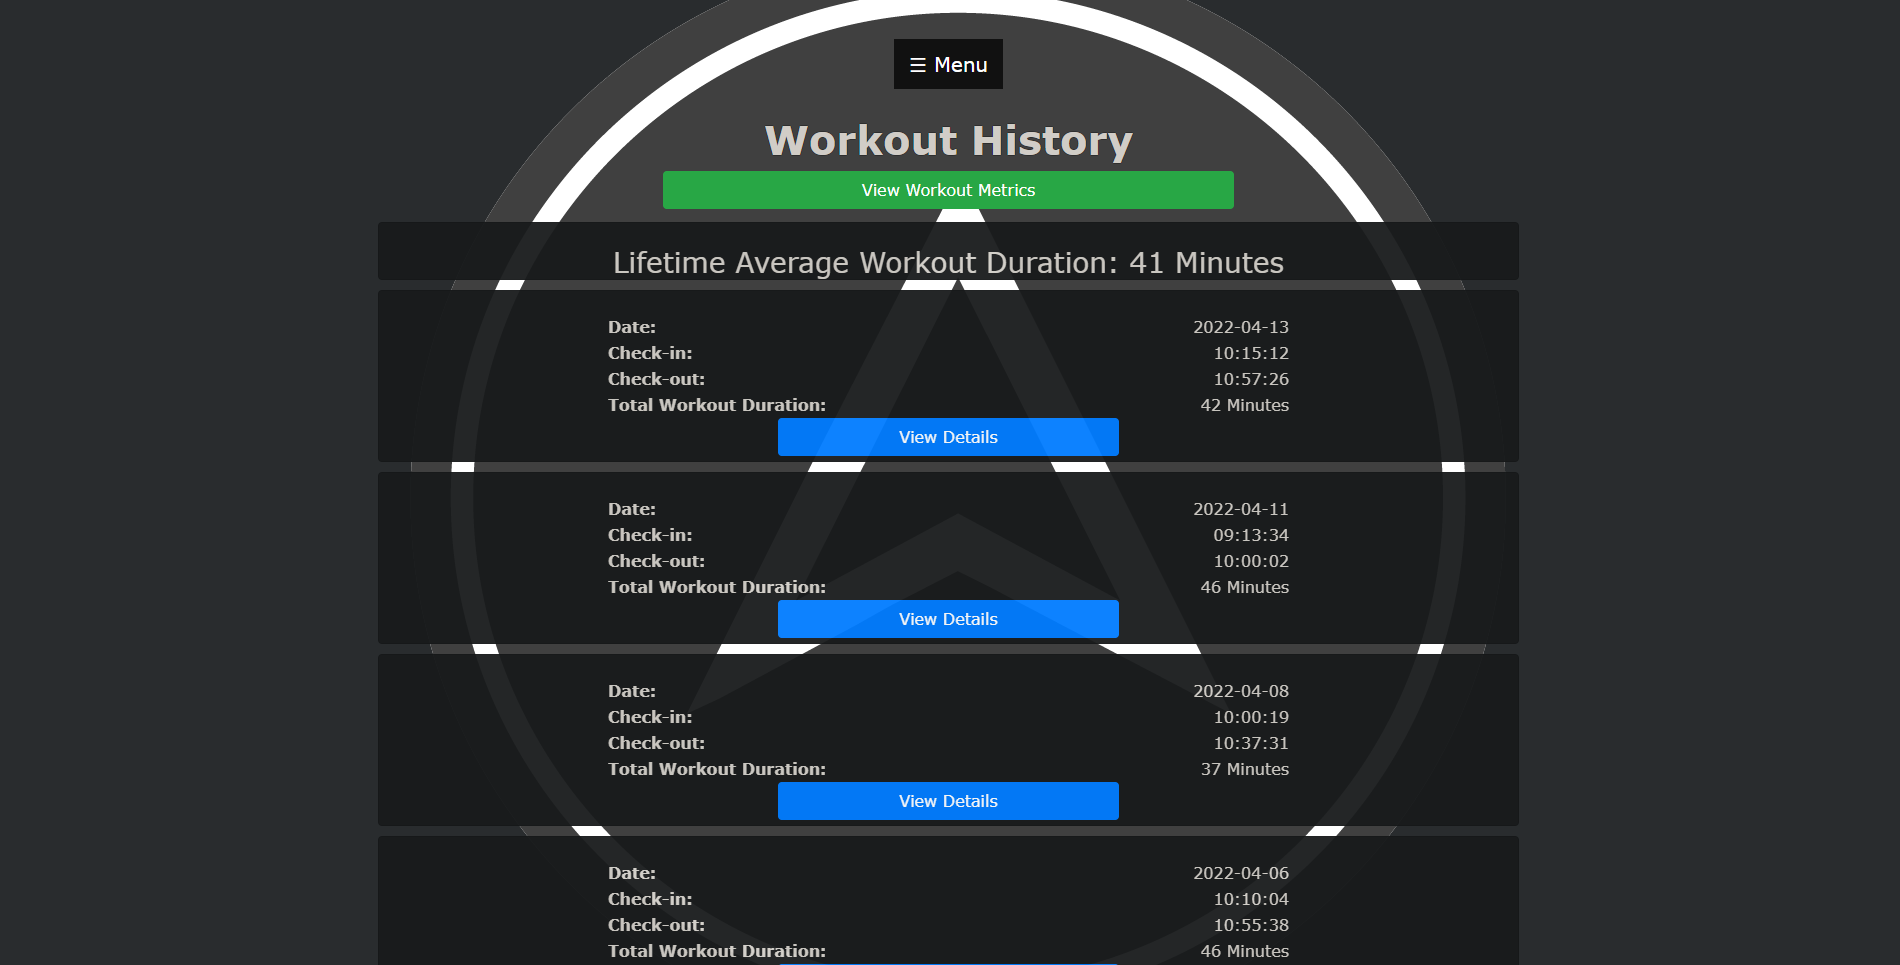 ☰ Menu
Workout History
View Workout Metrics
Lifetime Average Workout Duration: 41 Minutes
Date: 2022-04-13
Check-in: 10:15:12
Check-out: 10:57:26
Total Workout Duration: 42 Minutes
View Details
Date: 2022-04-11
Check-in: 09:13:34
Check-out: 10:00:02
Total Workout Duration: 46 Minutes
View Details
Date: 2022-04-08
Check-in: 10:00:19
Check-out: 10:37:31
Total Workout Duration: 37 Minutes
View Details
Date: 2022-04-06
Check-in: 10:10:04
Check-out: 10:55:38
Total Workout Duration: 46 Minutes